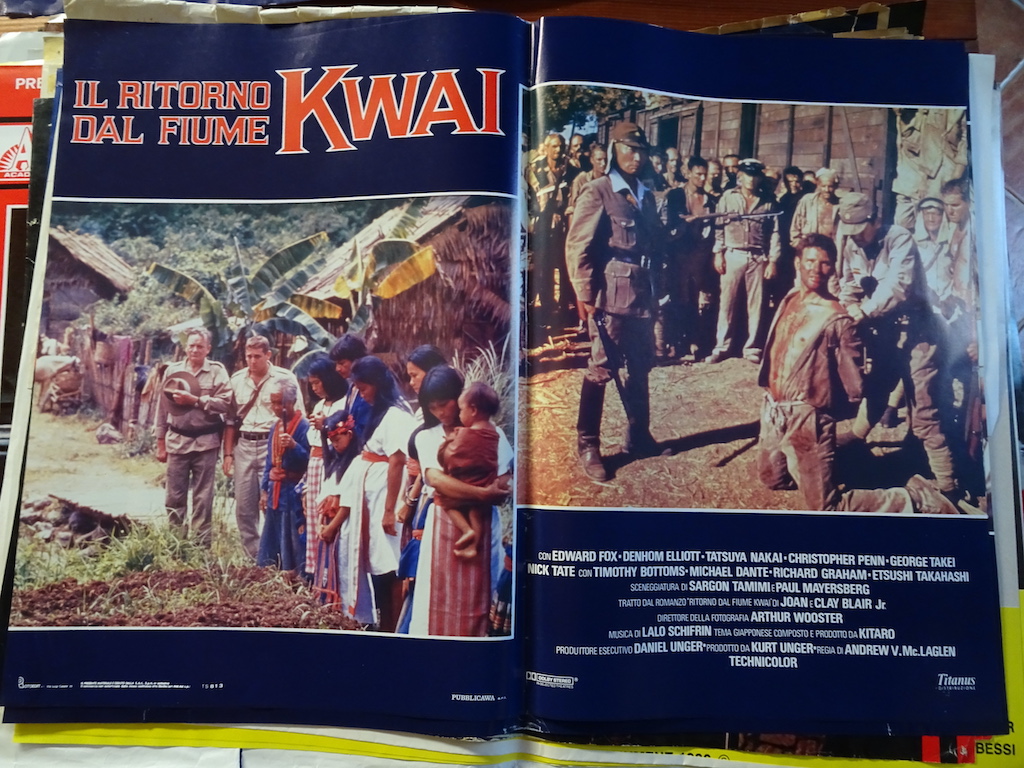 IL RITORNO
DAL FIUME KWAI
CON EDWARD FOX • DENHOM ELLIOTT • TATSUYA NAKAI • CHRISTOPHER PENN • GEORGE TAKEI
NICK TATE CON TIMOTHY BOTTOMS • MICHAEL DANTE • RICHARD GRAHAM • ETSUSHI TAKAHASHI
SCENEGGIATURA DI SARGON TAMIMI E PAUL MAYERSBERG
TRATTO DAL ROMANZO "RITORNO DAL FIUME KWAI" DI JOAN E CLAY BLAIR Jr.
DIRETTORE DELLA FOTOGRAFIA ARTHUR WOOSTER
MUSICA DI LALO SCHIFRIN TEMA GIAPPONESE COMPOSTO E PRODOTTO DA KITARO
PRODUTTORE ESECUTIVO DANIEL UNGER • PRODOTTO DA KURT UNGER • REGIA DI ANDREW V. Mc.LAGLEN
TECHNICOLOR
DOLBY STEREO
Titanus
DISTRIBUZIONE
PUBBLICAWA
PRE
ACAD
BESSI